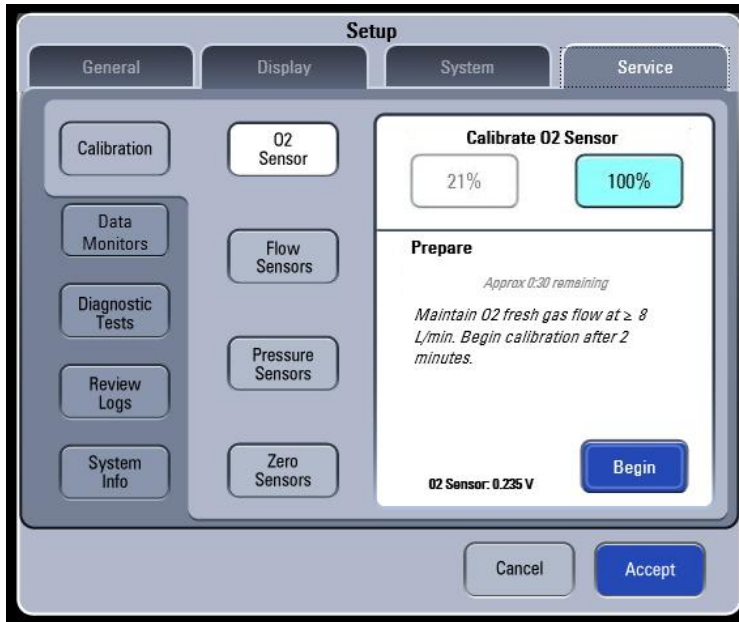 Setup
General
Display
System
Service
Calibration
Data
Monitors
Diagnostic
Tests
Review
Logs
System
Info
O2
Sensor
Flow
Sensors
Pressure
Sensors
Zero
Sensors
Calibrate O2 Sensor
21%
100%
Prepare
Approx 0:30 remaining
Maintain O2 fresh gas flow at ≥ 8
L/min. Begin calibration after 2
minutes.
O2 Sensor: 0.235 V
Begin
Cancel
Accept